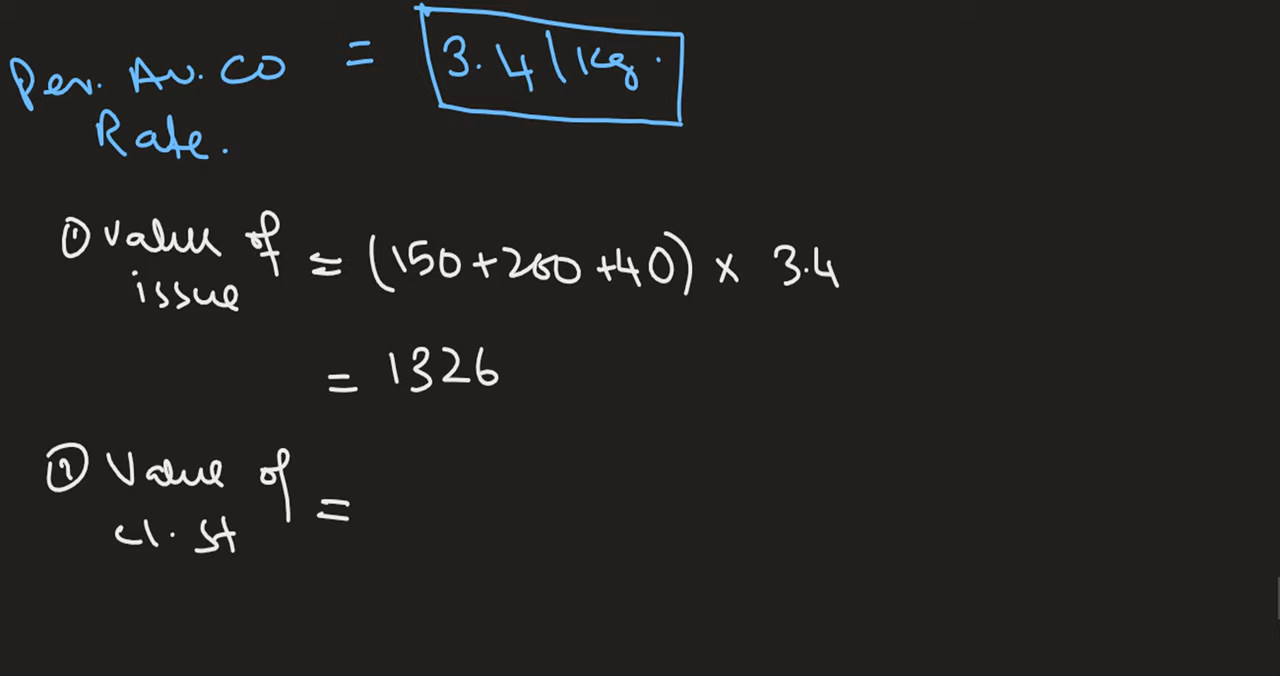 Per. Av. CO = 3.4/kg.
Rate.
① Value of
issue = (150+200+40) × 3.4
= 1326
② Value of
cl. st =